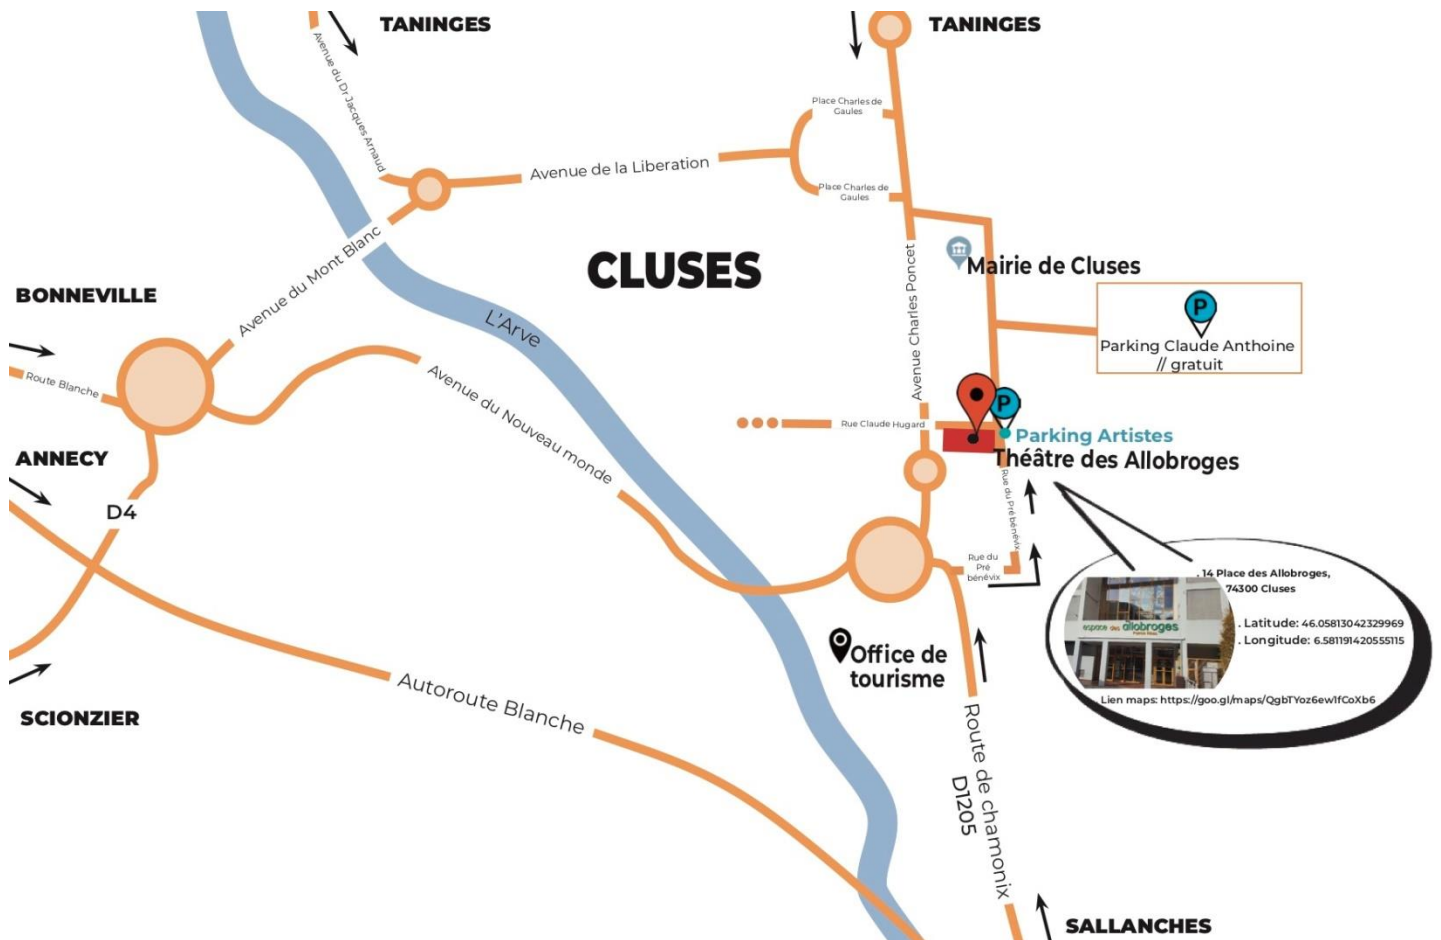 TANINGES
TANINGES
Avenue du Dr Jacques Arnaud
Place Charles de
Gaules
Avenue de la Liberation
Place Charles de
Gaules
Avenue du Mont Blanc
CLUSES
Avenue Charles Poncet
Mairie de Cluses
BONNEVILLE
L'Arve
P
Parking Claude Anthoine
// gratuit
Route Blanche
Avenue du Nouveau monde
Rue Claude Hugard
P
Parking Artistes
Théâtre des Allobroges
ANNECY
D4
Rue du Pré bénévix
Rue du
Pré
bénévix
. 14 Place des Allobroges,
74300 Cluses
espace des allobroges
. Latitude: 46.05813042329969
. Longitude: 6.581191420555115
Lien maps: https://goo.gl/maps/QgbTYoz6ew1fCoXb6
Office de
tourisme
SCIONZIER
Autoroute Blanche
Route de chamonix
D1205
SALLANCHES